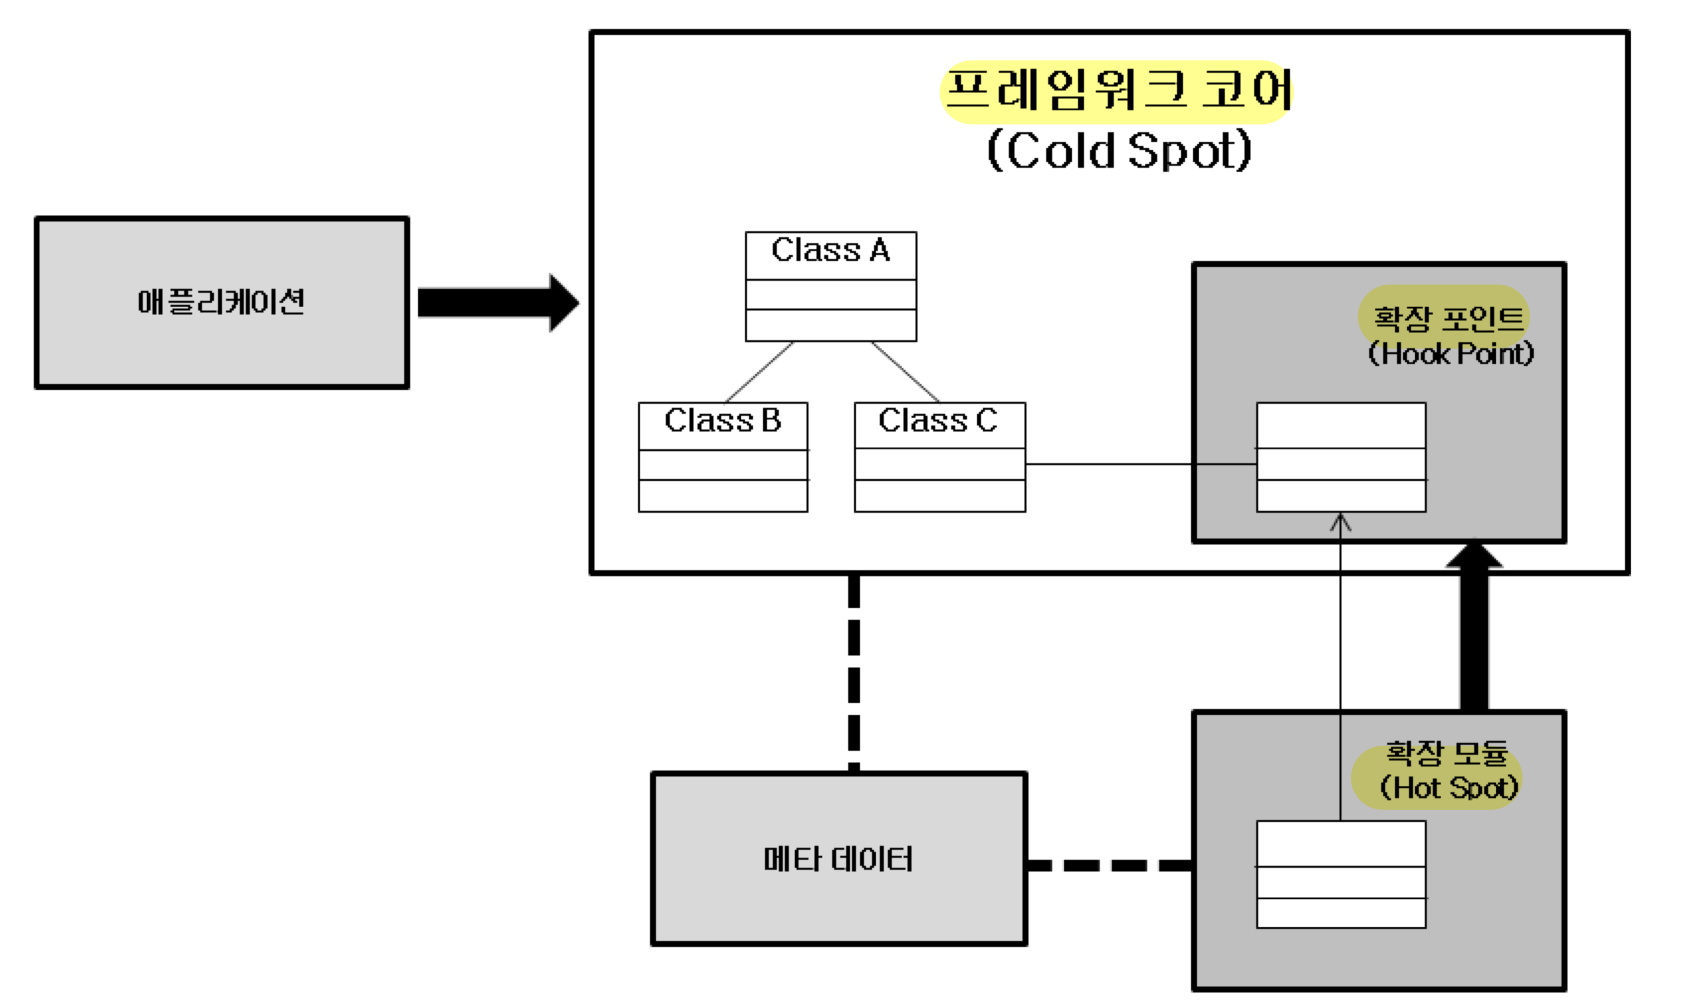 프레임워크 코어
(Cold Spot)
애플리케이션
Class A
Class B
Class C
확장 포인트
(Hook Point)
메타 데이터
확장 모듈
(Hot Spot)